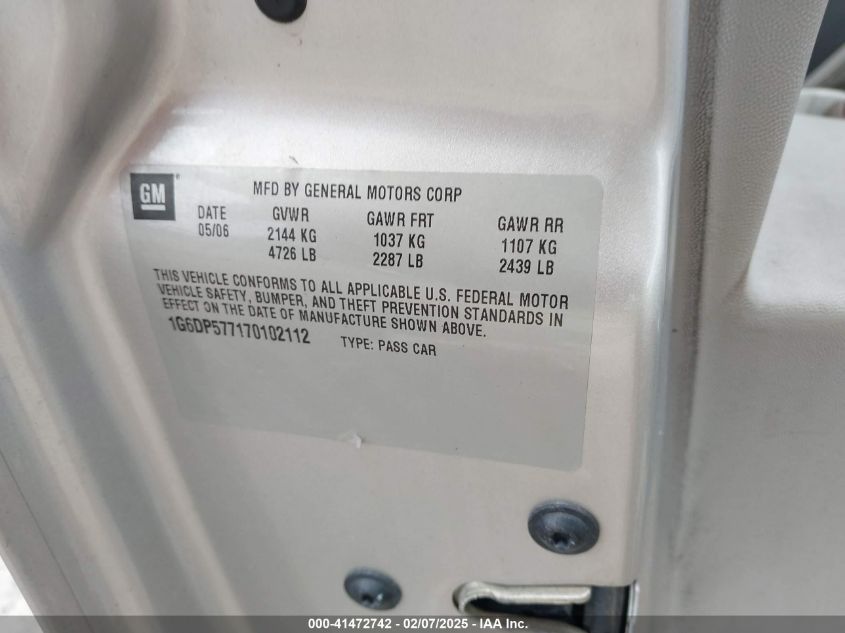 GM
MFD BY GENERAL MOTORS CORP
DATE GVWR GAWR FRT GAWR RR
05/06 2144 KG 1037 KG 1107 KG
4726 LB 2287 LB 2439 LB
THIS VEHICLE CONFORMS TO ALL APPLICABLE U.S. FEDERAL MOTOR
VEHICLE SAFETY, BUMPER, AND THEFT PREVENTION STANDARDS IN
EFFECT ON THE DATE OF MANUFACTURE SHOWN ABOVE.
1G6DP577170102112 TYPE: PASS CAR
000-41472742 - 02/07/2025 - IAA Inc.